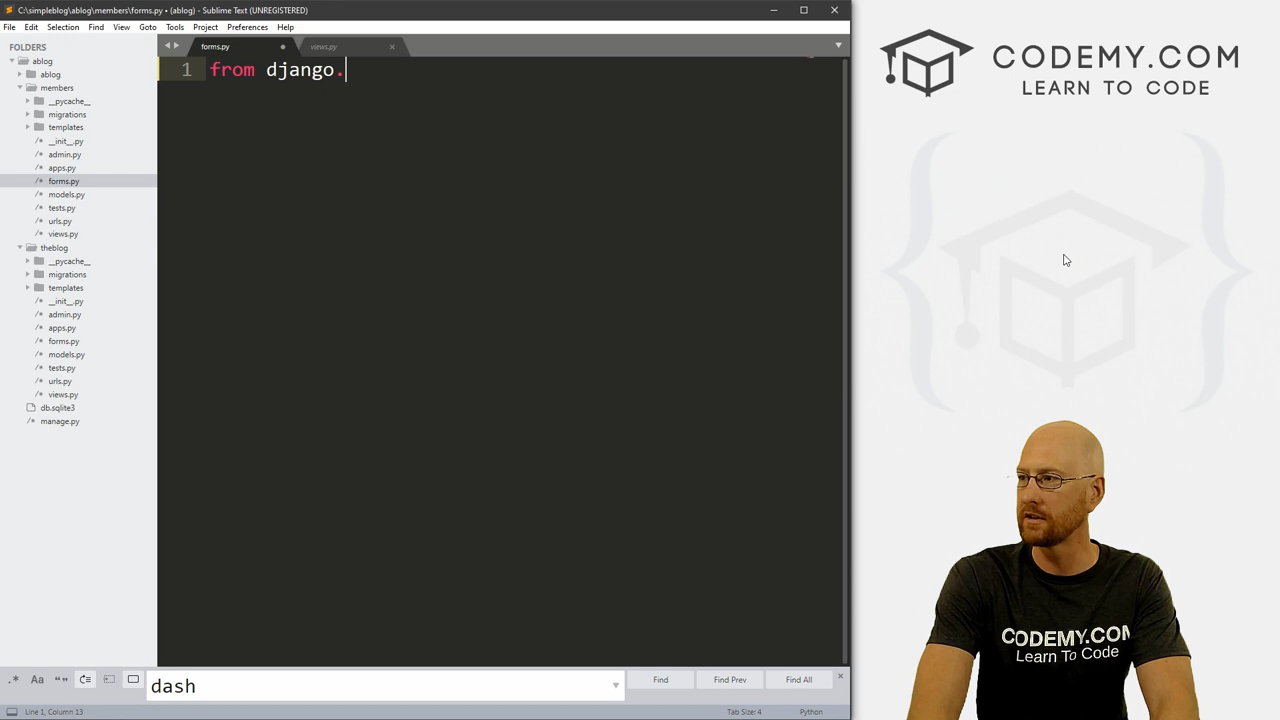 C:\simpleblog\ablog\members\forms.py • (ablog) - Sublime Text (UNREGISTERED)
File Edit Selection Find View Goto Tools Project Preferences Help
FOLDERS
ablog
ablog
members
__pycache__
migrations
templates
__init__.py
admin.py
apps.py
forms.py
models.py
tests.py
urls.py
views.py
theblog
__pycache__
migrations
templates
__init__.py
admin.py
apps.py
forms.py
models.py
tests.py
urls.py
views.py
db.sqlite3
manage.py
forms.py
views.py
1 from django.
.* Aa “” dash Find Find Prev Find All
Line 1, Column 13 Tab Size: 4 Python
CODEMY.COM
LEARN TO CODE
CODEMY.COM
Learn To Code